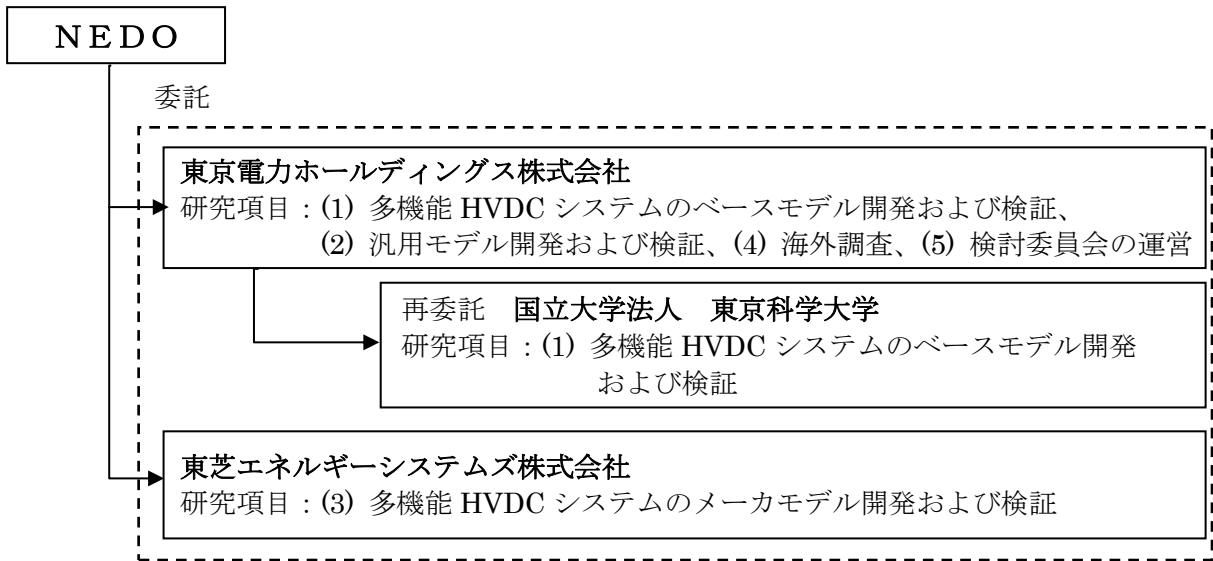 NEDO
委託
東京電力ホールディングス株式会社
研究項目：(1) 多機能 HVDC システムのベースモデル開発および検証、
(2) 汎用モデル開発および検証、(4) 海外調査、(5) 検討委員会の運営
再委託　国立大学法人　東京科学大学
研究項目：(1) 多機能 HVDC システムのベースモデル開発
および検証
東芝エネルギーシステムズ株式会社
研究項目：(3) 多機能 HVDC システムのメーカモデル開発および検証